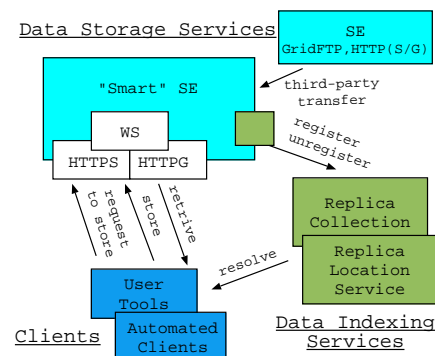 Data Storage Services
SE
GridFTP,HTTP(S/G)
"Smart" SE
third-party
transfer
WS
HTTPS
HTTPG
register
unregister
request
to store
store
retrive
Replica
Collection
Replica
Location
Service
resolve
User
Tools
Automated
Clients
Clients
Data Indexing
Services